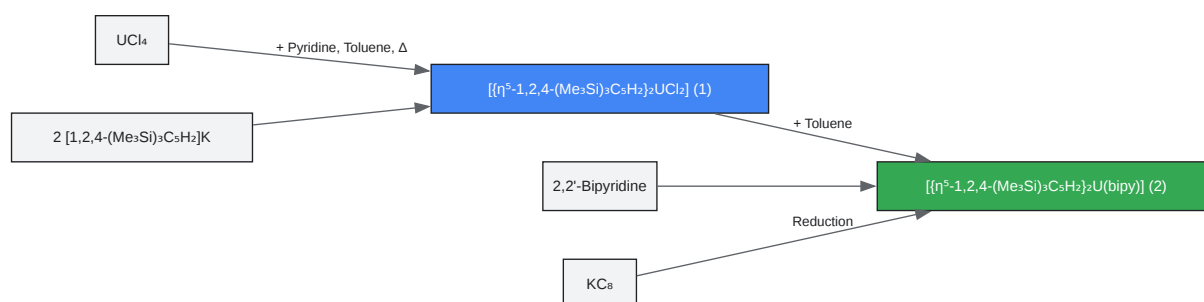 UCl₄
+ Pyridine, Toluene, Δ
[{η⁵-1,2,4-(Me₃Si)₃C₅H₂}₂UCl₂] (1)
2 [1,2,4-(Me₃Si)₃C₅H₂]K
+ Toluene
2,2'-Bipyridine
[{η⁵-1,2,4-(Me₃Si)₃C₅H₂}₂U(bipy)] (2)
Reduction
KC₈